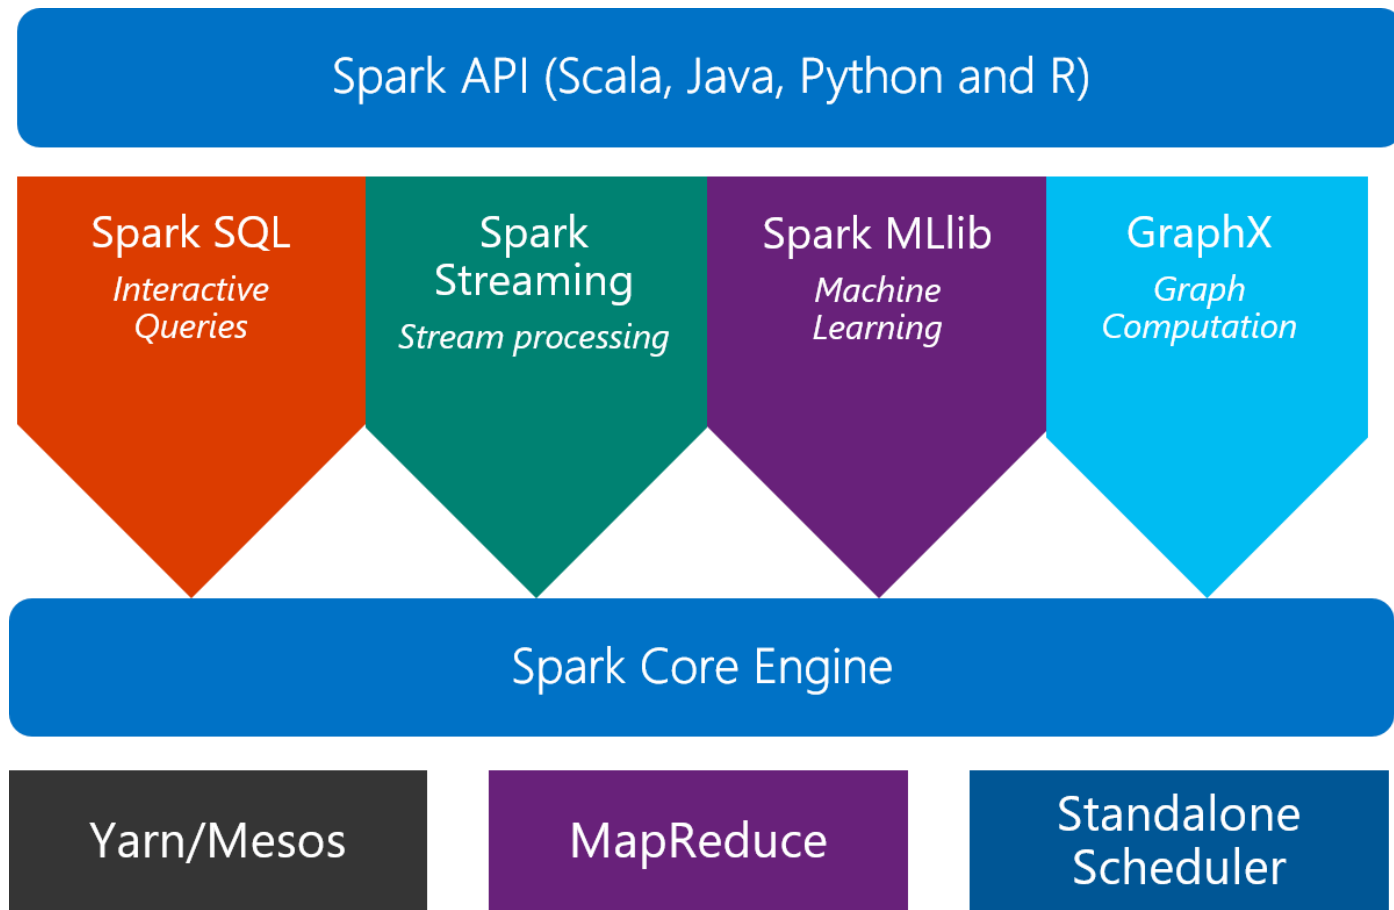 Spark API (Scala, Java, Python and R)
Spark SQL
Interactive
Queries
Spark
Streaming
Stream processing
Spark MLlib
Machine
Learning
GraphX
Graph
Computation
Spark Core Engine
Yarn/Mesos
MapReduce
Standalone
Scheduler